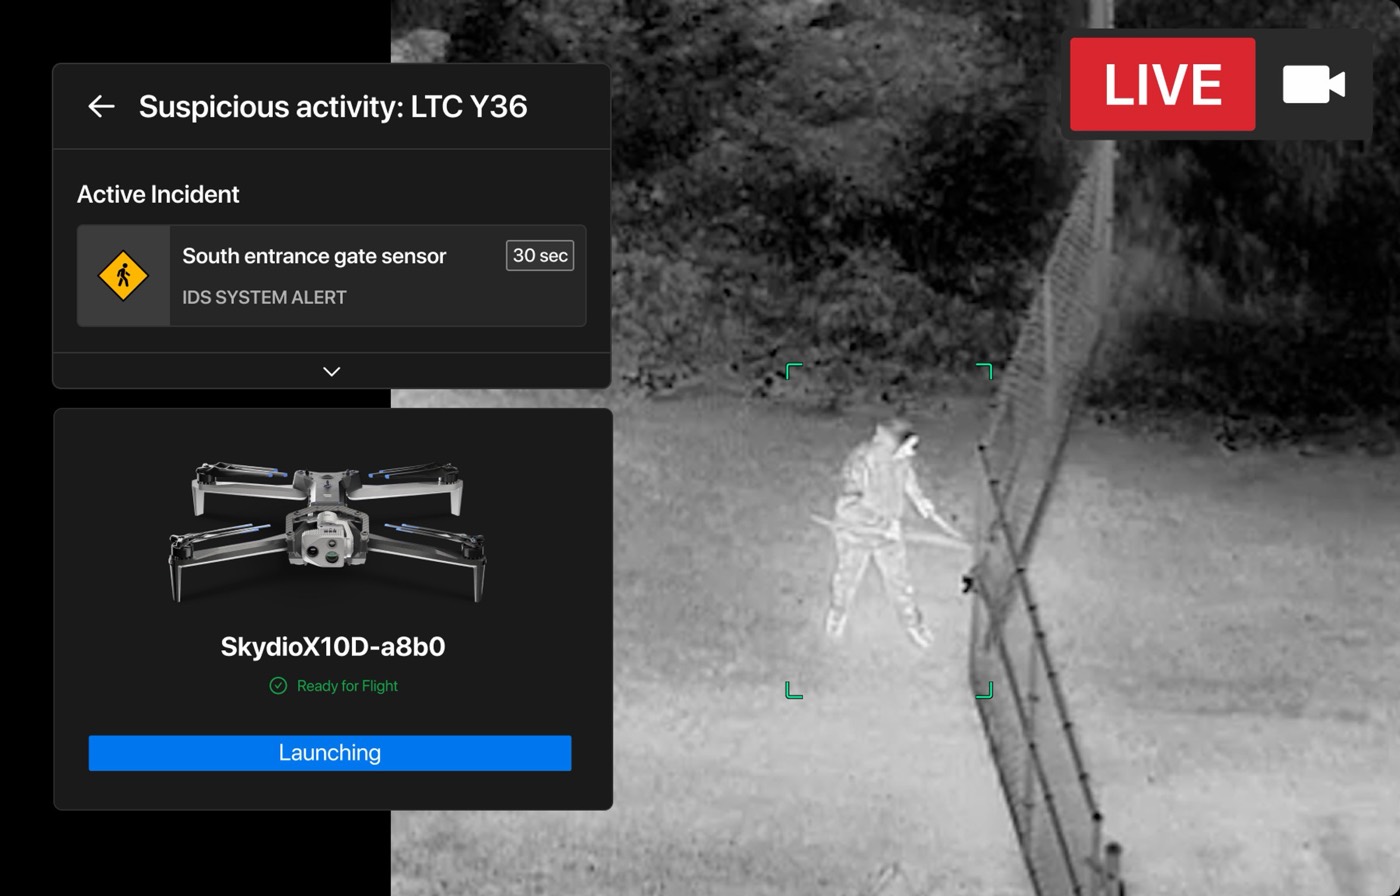 Suspicious activity: LTC Y36
LIVE
Active Incident
South entrance gate sensor
30 sec
IDS SYSTEM ALERT
SkydioX10D-a8b0
Ready for Flight
Launching